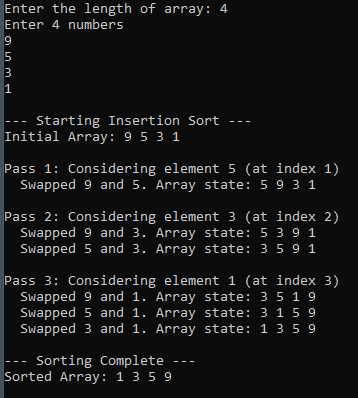 Enter the length of array: 4
Enter 4 numbers
9
5
3
1
--- Starting Insertion Sort ---
Initial Array: 9 5 3 1
Pass 1: Considering element 5 (at index 1)
Swapped 9 and 5. Array state: 5 9 3 1
Pass 2: Considering element 3 (at index 2)
Swapped 9 and 3. Array state: 5 3 9 1
Swapped 5 and 3. Array state: 3 5 9 1
Pass 3: Considering element 1 (at index 3)
Swapped 9 and 1. Array state: 3 5 1 9
Swapped 5 and 1. Array state: 3 1 5 9
Swapped 3 and 1. Array state: 1 3 5 9
--- Sorting Complete ---
Sorted Array: 1 3 5 9